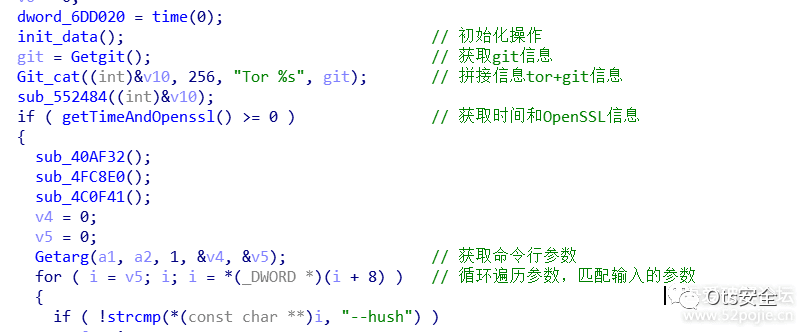 dword_6DD020 = time(0);
init_data(); // 初始化操作
git = Getgit(); // 获取git信息
Git_cat((int)&v10, 256, "Tor %s", git); // 拼接信息tor+git信息
sub_552484((int)&v10);
if ( getTimeAndOpenssl() >= 0 ) // 获取时间和OpenSSL信息
{
sub_40AF32();
sub_4FC8E0();
sub_4C0F41();
v4 = 0;
v5 = 0;
Getarg(a1, a2, 1, &v4, &v5); // 获取命令行参数
for ( i = v5; i; i = *(_DWORD *)(i + 8) ) // 循环遍历参数，匹配输入的参数
{
Ots安全
www.52pojie.cn
if ( !strcmp(*(const char **)i, "--hush") )